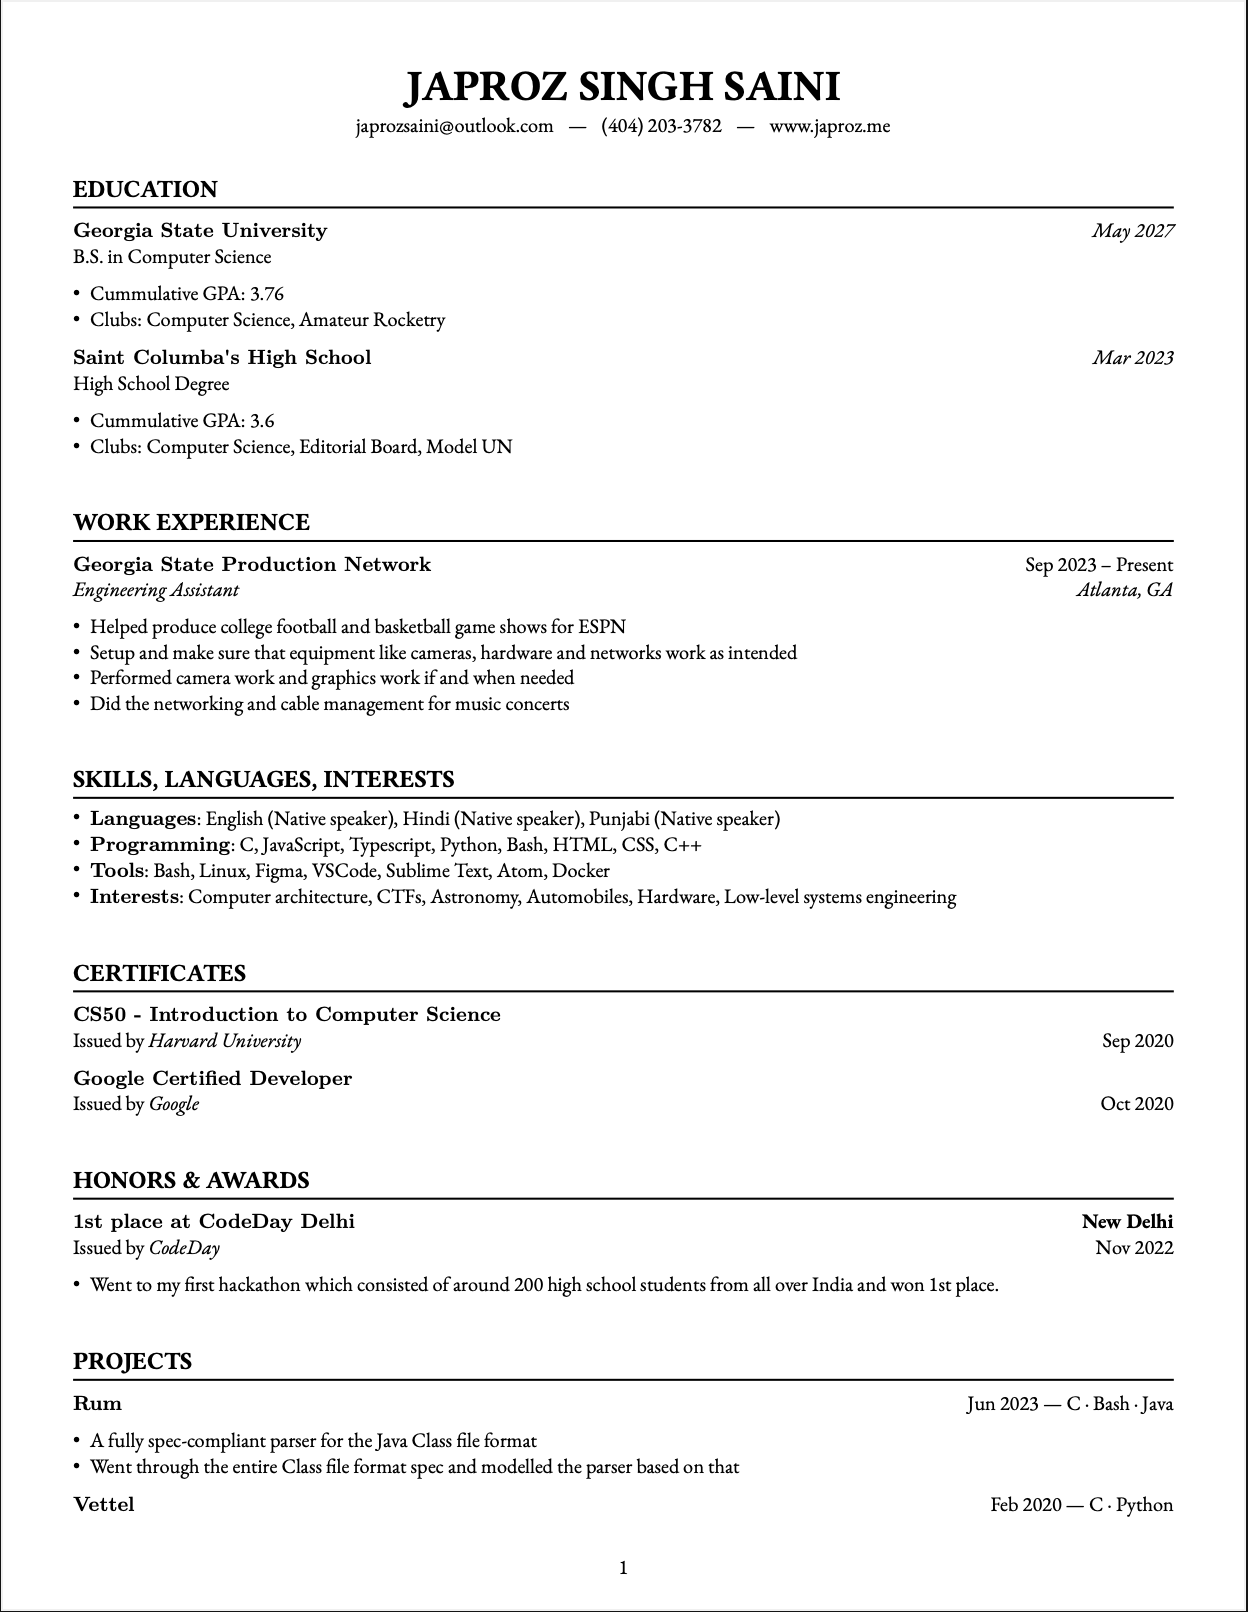 JAPROZ SINGH SAINI
japrozsaini@outlook.com — (404) 203-3782 — www.japroz.me
EDUCATION
Georgia State University May 2027
B.S. in Computer Science
• Cummulative GPA: 3.76
• Clubs: Computer Science, Amateur Rocketry
Saint Columba's High School Mar 2023
High School Degree
• Cummulative GPA: 3.6
• Clubs: Computer Science, Editorial Board, Model UN
WORK EXPERIENCE
Georgia State Production Network Sep 2023 – Present
Engineering Assistant Atlanta, GA
• Helped produce college football and basketball game shows for ESPN
• Setup and make sure that equipment like cameras, hardware and networks work as intended
• Performed camera work and graphics work if and when needed
• Did the networking and cable management for music concerts
SKILLS, LANGUAGES, INTERESTS
• Languages: English (Native speaker), Hindi (Native speaker), Punjabi (Native speaker)
• Programming: C, JavaScript, Typescript, Python, Bash, HTML, CSS, C++
• Tools: Bash, Linux, Figma, VSCode, Sublime Text, Atom, Docker
• Interests: Computer architecture, CTFs, Astronomy, Automobiles, Hardware, Low-level systems engineering
CERTIFICATES
CS50 - Introduction to Computer Science
Issued by Harvard University Sep 2020
Google Certified Developer
Issued by Google Oct 2020
HONORS & AWARDS
1st place at CodeDay Delhi New Delhi
Issued by CodeDay Nov 2022
• Went to my first hackathon which consisted of around 200 high school students from all over India and won 1st place.
PROJECTS
Rum Jun 2023 — C · Bash · Java
• A fully spec-compliant parser for the Java Class file format
• Went through the entire Class file format spec and modelled the parser based on that
Vettel Feb 2020 — C · Python
1